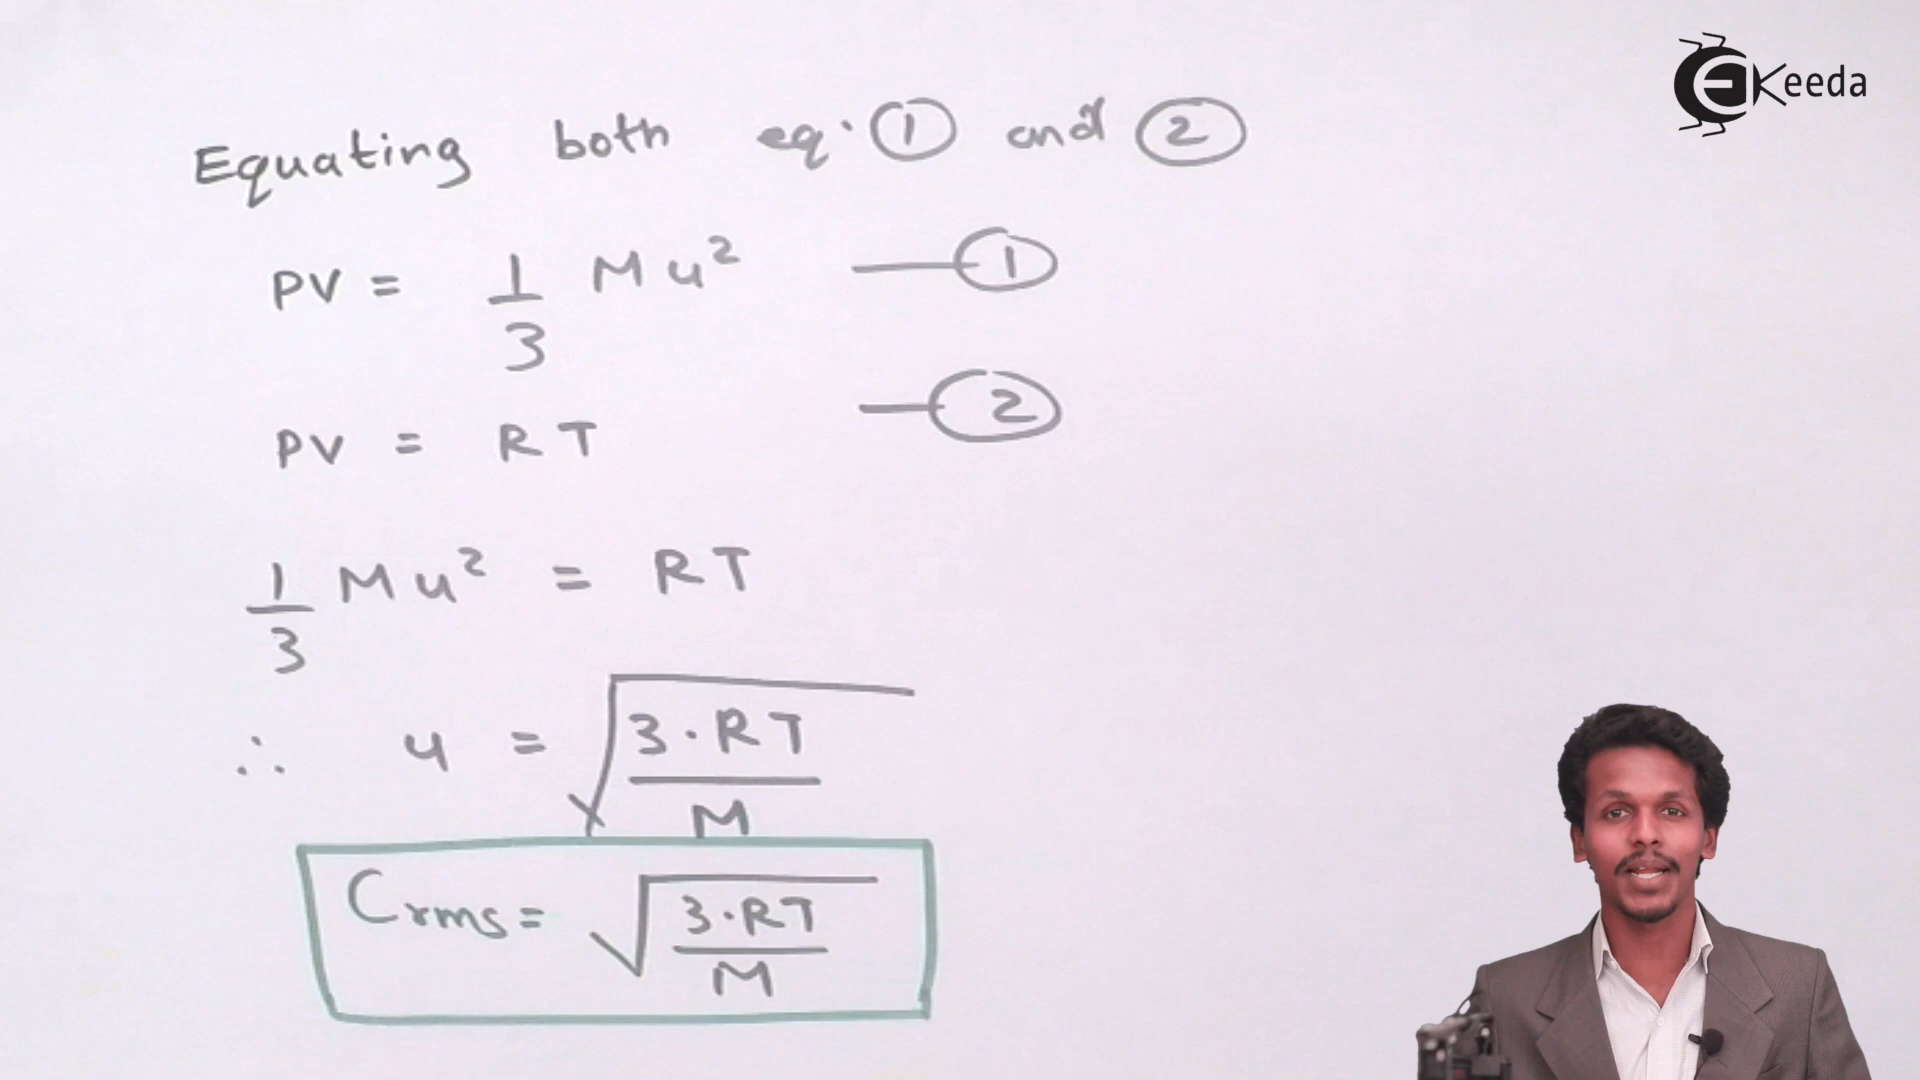 EKeeda
Equating both eq. ① and ②
PV = 1/3 Mu² —①
PV = RT —②
1/3 Mu² = RT
∴ u = √(3·RT/M)
Crms = √(3·RT/M)